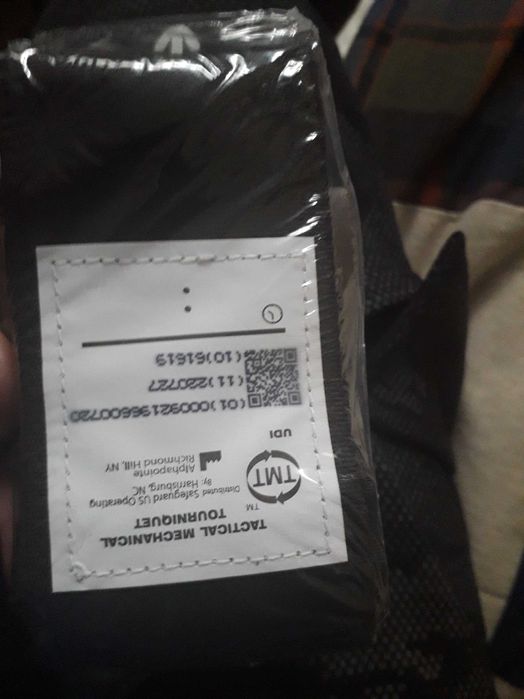 TACTICAL MECHANICAL
TOURNIQUET
TMT
TM
Distributed Safeguard US Operating
By: Harrisburg, NC
Alphapointe
Richmond Hill, NY
UDI
(01)00092196600720
(11)220727
(10)61619
: